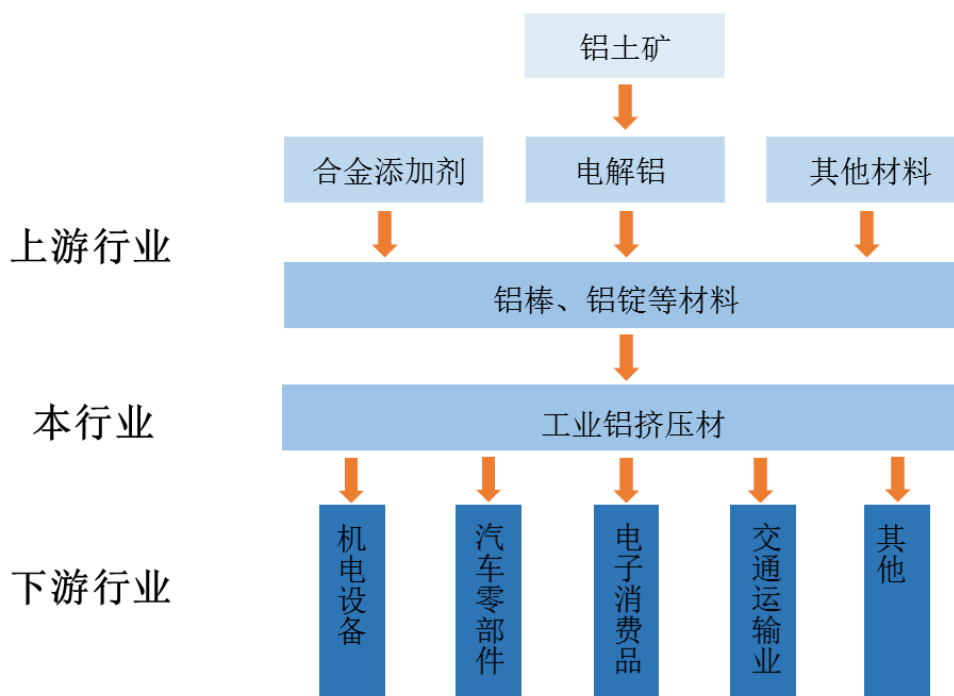 铝土矿
合金添加剂
电解铝
其他材料
上游行业
铝棒、铝锭等材料
本行业
工业铝挤压材
下游行业
机电设备
汽车零部件
电子消费品
交通运输业
其他